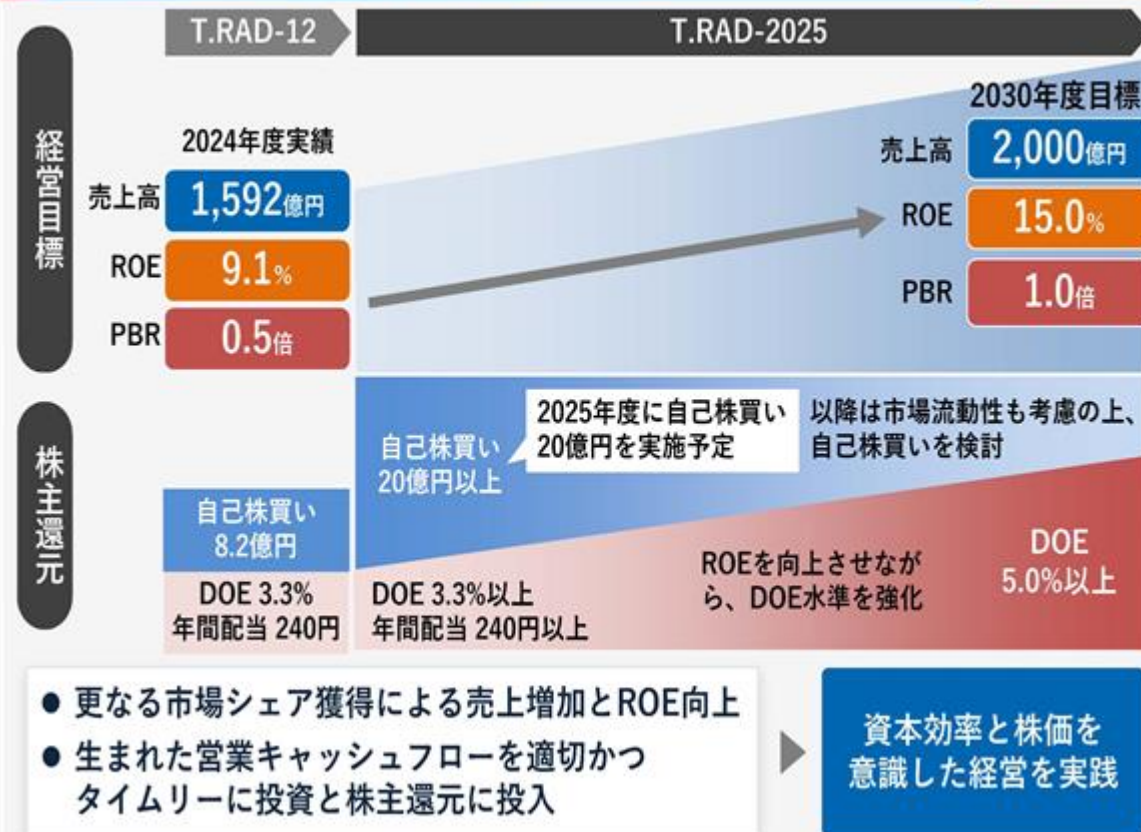 T.RAD-12
T.RAD-2025
経営目標
2024年度実績
売上高 1,592億円
ROE 9.1%
PBR 0.5倍
2030年度目標
売上高 2,000億円
ROE 15.0%
PBR 1.0倍
株主還元
自己株買い
8.2億円
DOE 3.3%
年間配当 240円
自己株買い
20億円以上
2025年度に自己株買い
20億円を実施予定
以降は市場流動性も考慮の上、
自己株買いを検討
DOE 3.3%以上
年間配当 240円以上
ROEを向上させなが
ら、DOE水準を強化
DOE
5.0%以上
● 更なる市場シェア獲得による売上増加とROE向上
● 生まれた営業キャッシュフローを適切かつ
タイムリーに投資と株主還元に投入
資本効率と株価を
意識した経営を実践